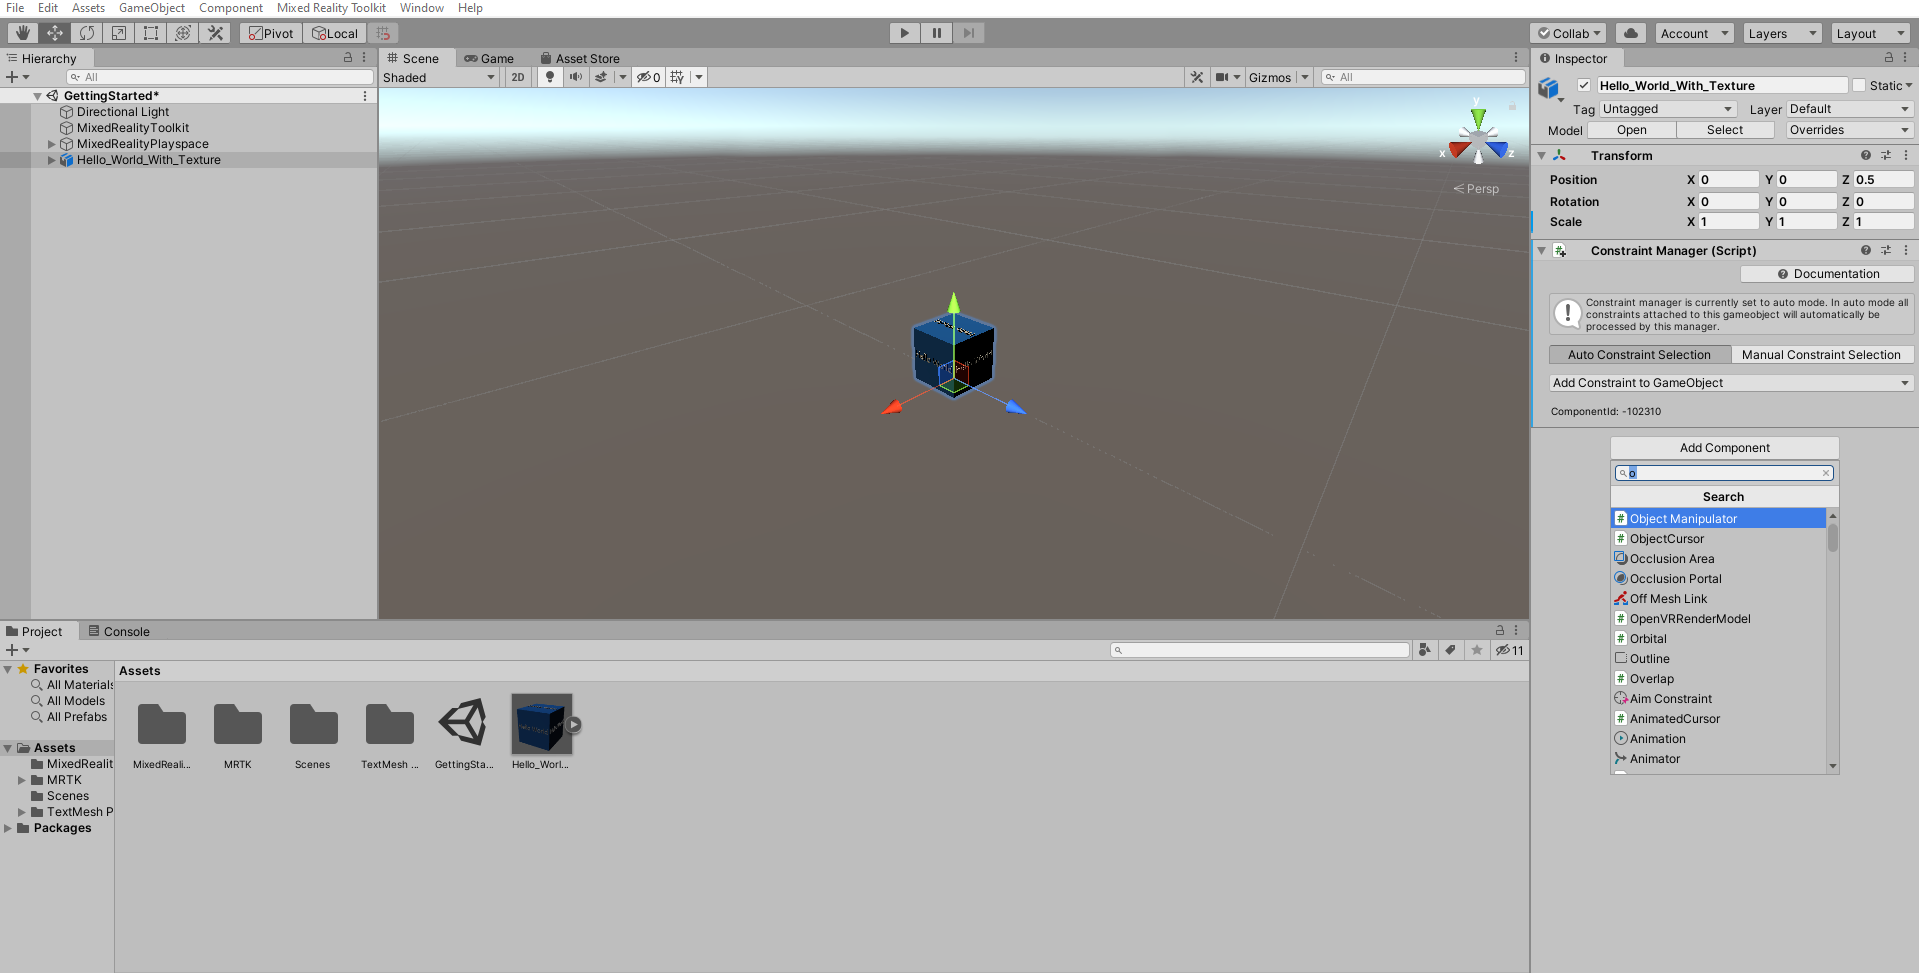 File Edit Assets GameObject Component Mixed Reality Toolkit Window Help
Pivot Local Collab Account Layers Layout
Hierarchy
All
GettingStarted*
Directional Light
MixedRealityToolkit
MixedRealityPlayspace
Hello_World_With_Texture
Scene Game Asset Store
Shaded 2D 0 Gizmos All
y
x z
Persp
Inspector
Hello_World_With_Texture Static
Tag Untagged Layer Default
Model Open Select Overrides
Transform
Position X 0 Y 0 Z 0.5
Rotation X 0 Y 0 Z 0
Scale X 1 Y 1 Z 1
Constraint Manager (Script)
Documentation
Constraint manager is currently set to auto mode. In auto mode all
constraints attached to this gameobject will automatically be
processed by this manager.
Auto Constraint Selection Manual Constraint Selection
Add Constraint to GameObject
ComponentId: -102310
Add Component
o
Search
Object Manipulator
ObjectCursor
Occlusion Area
Occlusion Portal
Off Mesh Link
OpenVRRenderModel
Orbital
Outline
Overlap
Aim Constraint
AnimatedCursor
Animation
Animator
Project Console
11
Favorites
All Materials
All Models
All Prefabs
Assets
MixedRealit
MRTK
Scenes
TextMesh P
Packages
Assets
MixedReali... MRTK Scenes TextMesh ... GettingSta... Hello_Worl...